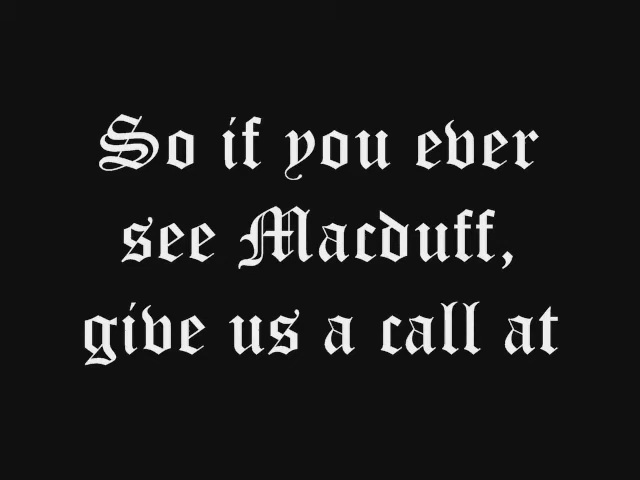 So if you ever
see Macduff,
give us a call at